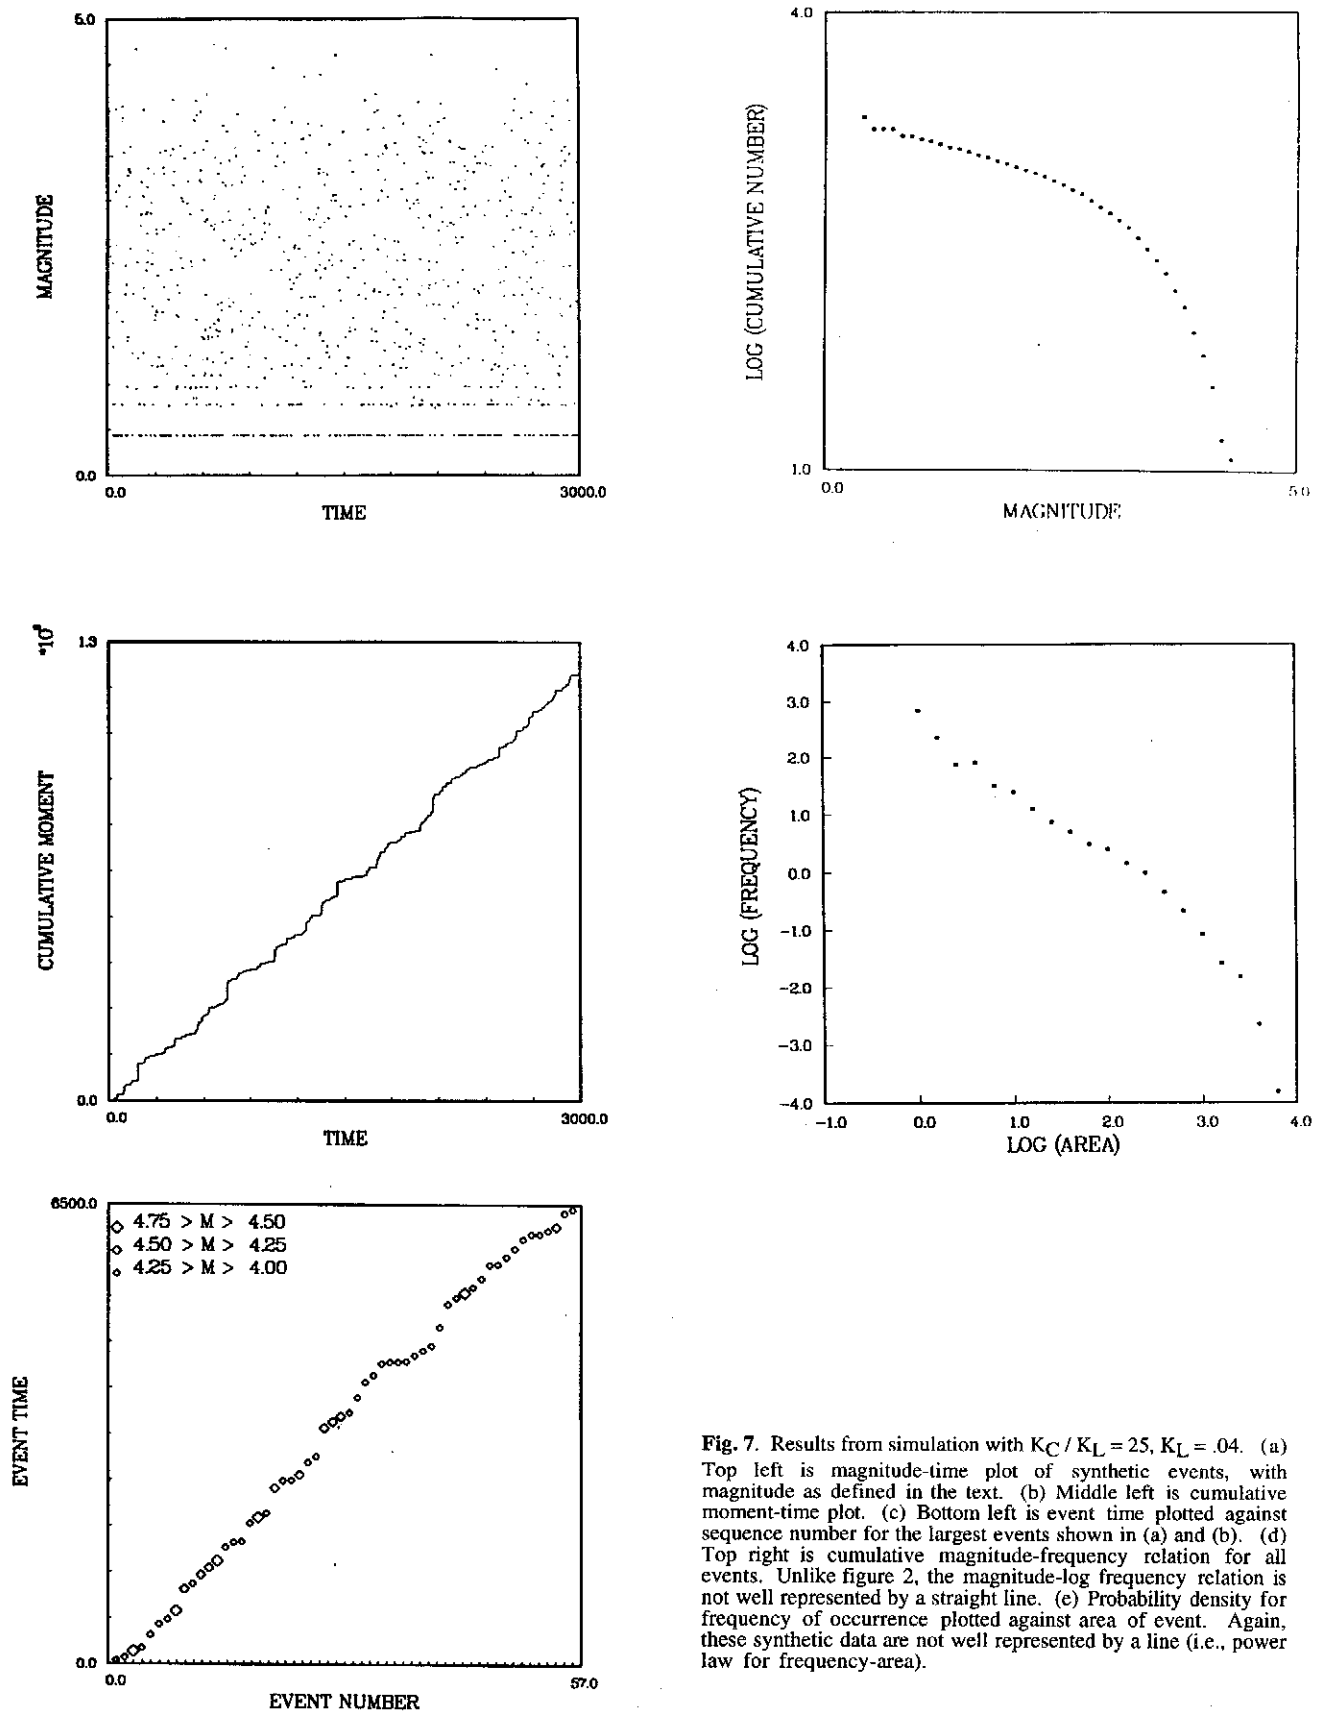 5.0
MAGNITUDE
0.0
0.0
3000.0
TIME
4.0
LOG (CUMULATIVE NUMBER)
1.0
0.0
5.0
MAGNITUDE
1.3
CUMULATIVE MOMENT
0.0
0.0
3000.0
TIME
4.0
3.0
2.0
1.0
0.0
-1.0
-2.0
-3.0
-4.0
LOG (FREQUENCY)
-1.0
0.0
1.0
2.0
3.0
4.0
LOG (AREA)
6500.0
4.75 > M > 4.50
4.50 > M > 4.25
4.25 > M > 4.00
EVENT TIME
0.0
0.0
57.0
EVENT NUMBER
Fig. 7. Results from simulation with KC / KL = 25, KL = .04. (a)
Top left is magnitude-time plot of synthetic events, with
magnitude as defined in the text. (b) Middle left is cumulative
moment-time plot. (c) Bottom left is event time plotted against
sequence number for the largest events shown in (a) and (b). (d)
Top right is cumulative magnitude-frequency relation for all
events. Unlike figure 2, the magnitude-log frequency relation is
not well represented by a straight line. (e) Probability density for
frequency of occurrence plotted against area of event. Again,
these synthetic data are not well represented by a line (i.e., power
law for frequency-area).